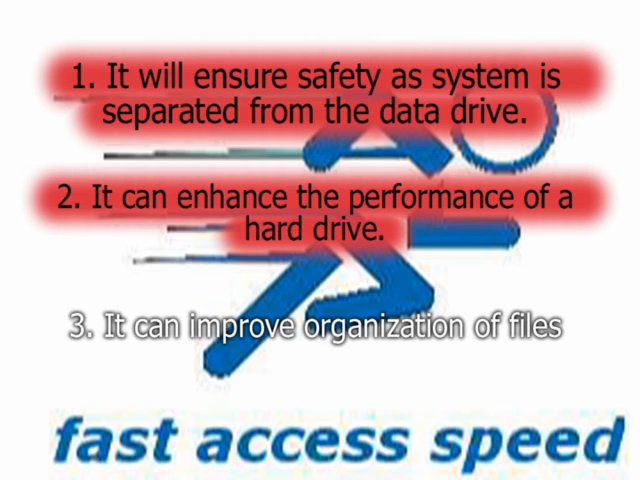 1. It will ensure safety as system is
separated from the data drive.
2. It can enhance the performance of a
hard drive.
3. It can improve organization of files
fast access speed